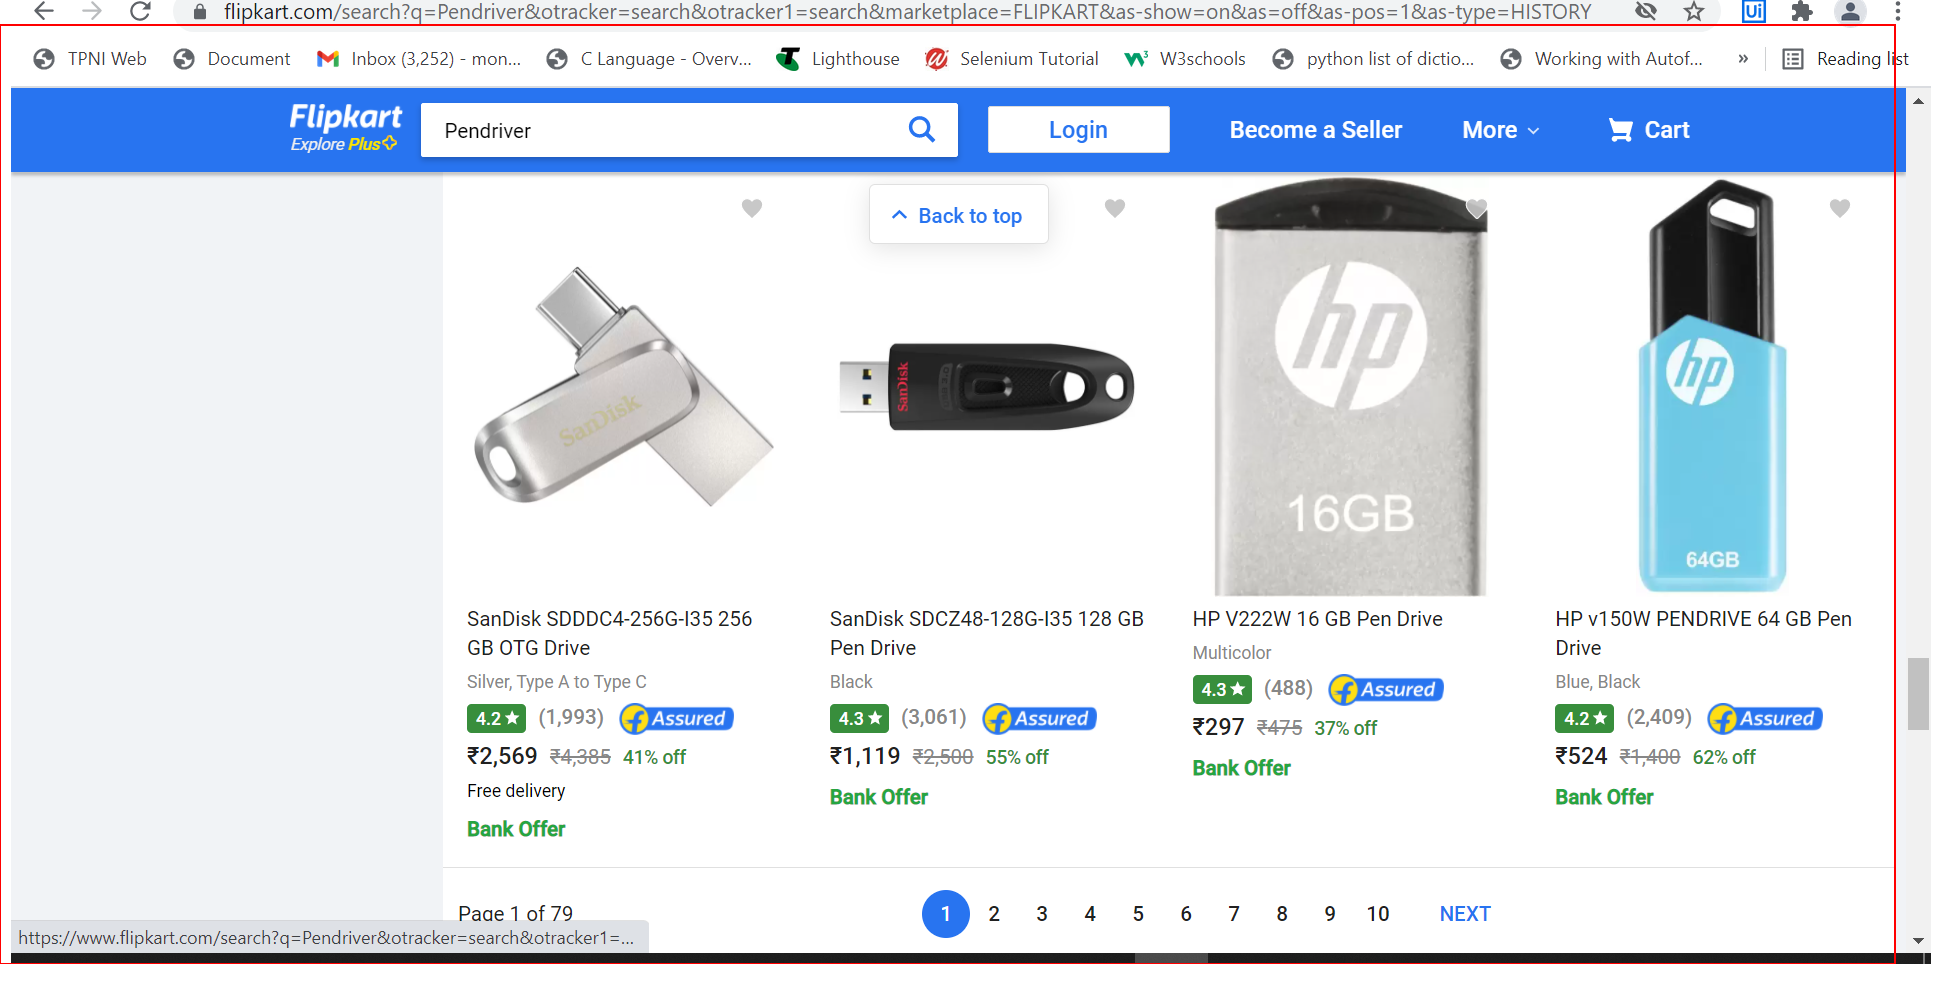 flipkart.com/search?q=Pendriver&otracker=search&otracker1=search&marketplace=FLIPKART&as-show=on&as=off&as-pos=1&as-type=HISTORY
Ui
TPNI Web Document Inbox (3,252) - mon... C Language - Overv... Lighthouse Selenium Tutorial W3schools python list of dictio... Working with Autof... » Reading list
Flipkart
Explore Plus
Pendriver
Login
Become a Seller
More
Cart
Back to top
SanDisk
SanDisk
hp
16GB
hp
64GB
SanDisk SDDDC4-256G-I35 256
GB OTG Drive
Silver, Type A to Type C
4.2★ (1,993) Assured
₹2,569 ₹4,385 41% off
Free delivery
Bank Offer
SanDisk SDCZ48-128G-I35 128 GB
Pen Drive
Black
4.3★ (3,061) Assured
₹1,119 ₹2,500 55% off
Bank Offer
HP V222W 16 GB Pen Drive
Multicolor
4.3★ (488) Assured
₹297 ₹475 37% off
Bank Offer
HP v150W PENDRIVE 64 GB Pen
Drive
Blue, Black
4.2★ (2,409) Assured
₹524 ₹1,400 62% off
Bank Offer
Page 1 of 79
1 2 3 4 5 6 7 8 9 10 NEXT
https://www.flipkart.com/search?q=Pendriver&otracker=search&otracker1=...